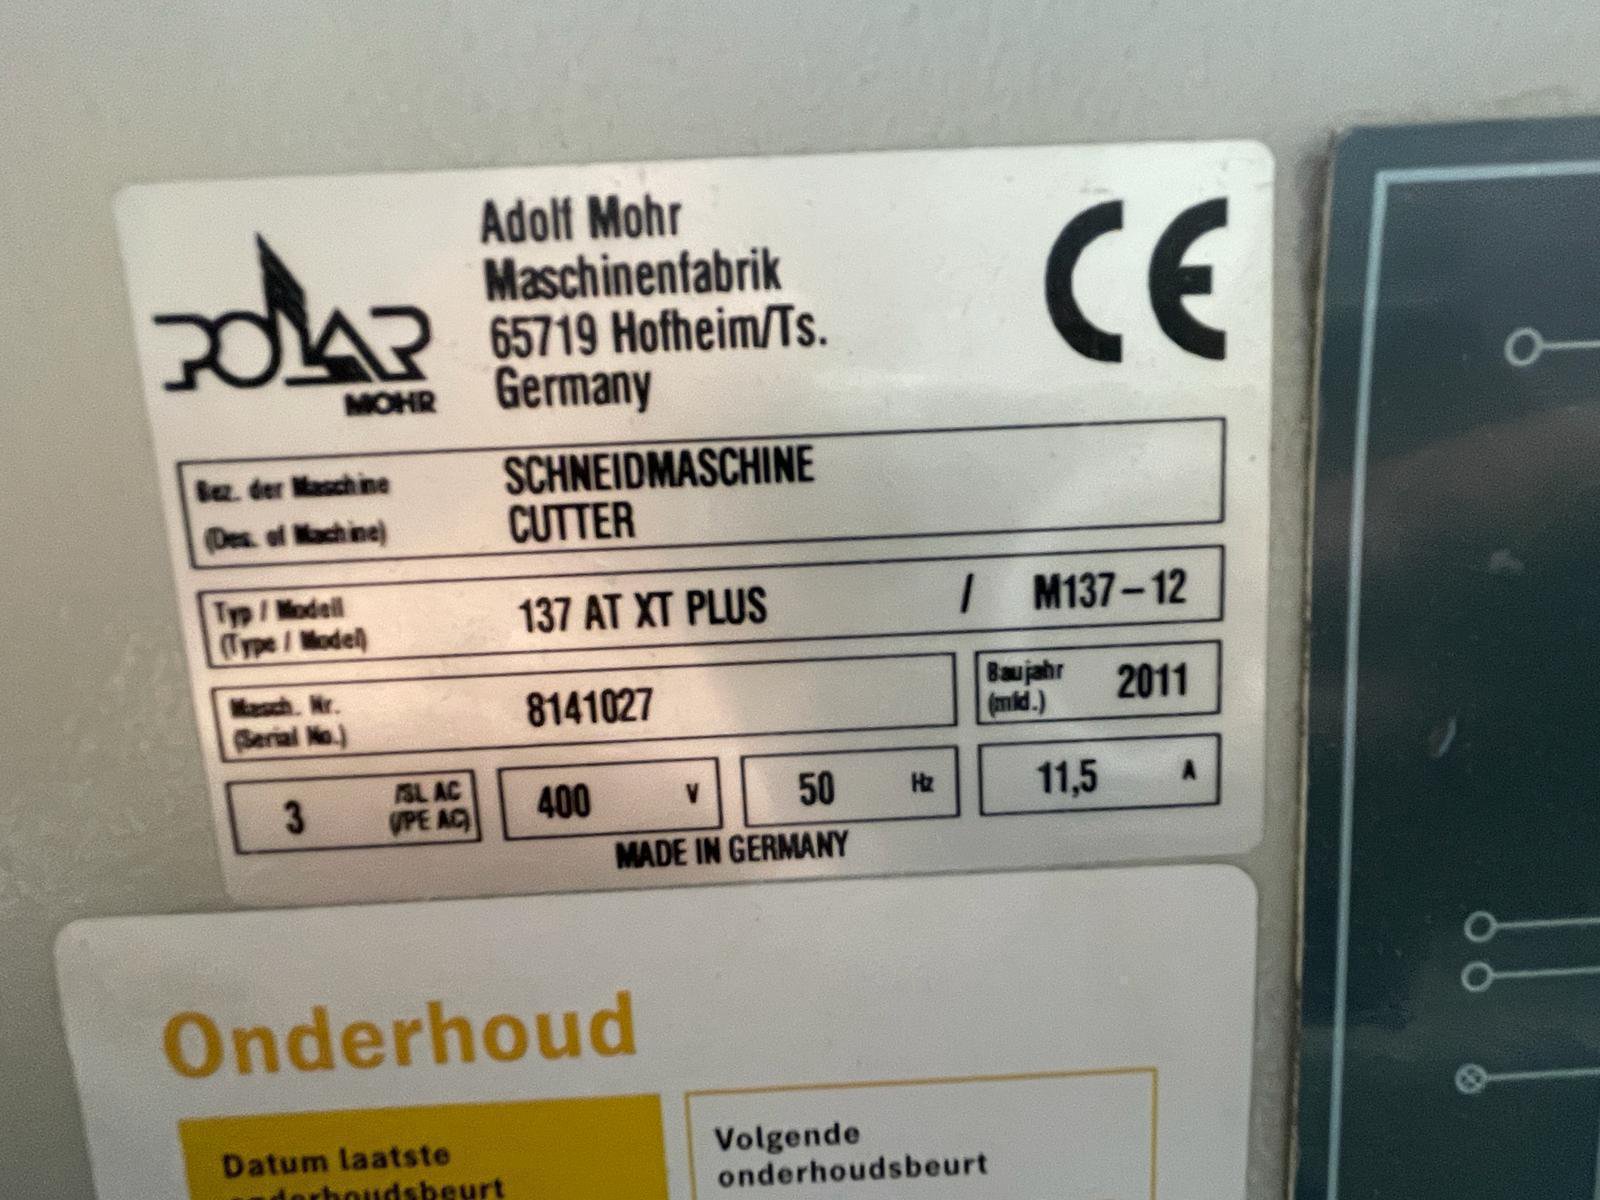 POLAR
MOHR
Adolf Mohr
Maschinenfabrik
65719 Hofheim/Ts.
Germany
CE
Bez. der Maschine
(Des. of Machine)
SCHNEIDMASCHINE
CUTTER
Typ / Modell
(Type / Model)
137 AT XT PLUS / M137-12
Masch. Nr.
(Serial No.)
8141027
Baujahr
(mfd.)
2011
3 /SL AC
(/PE AC)
400 V
50 Hz
11,5 A
MADE IN GERMANY
Onderhoud
Datum laatste
onderhoudsbeurt
Volgende
onderhoudsbeurt